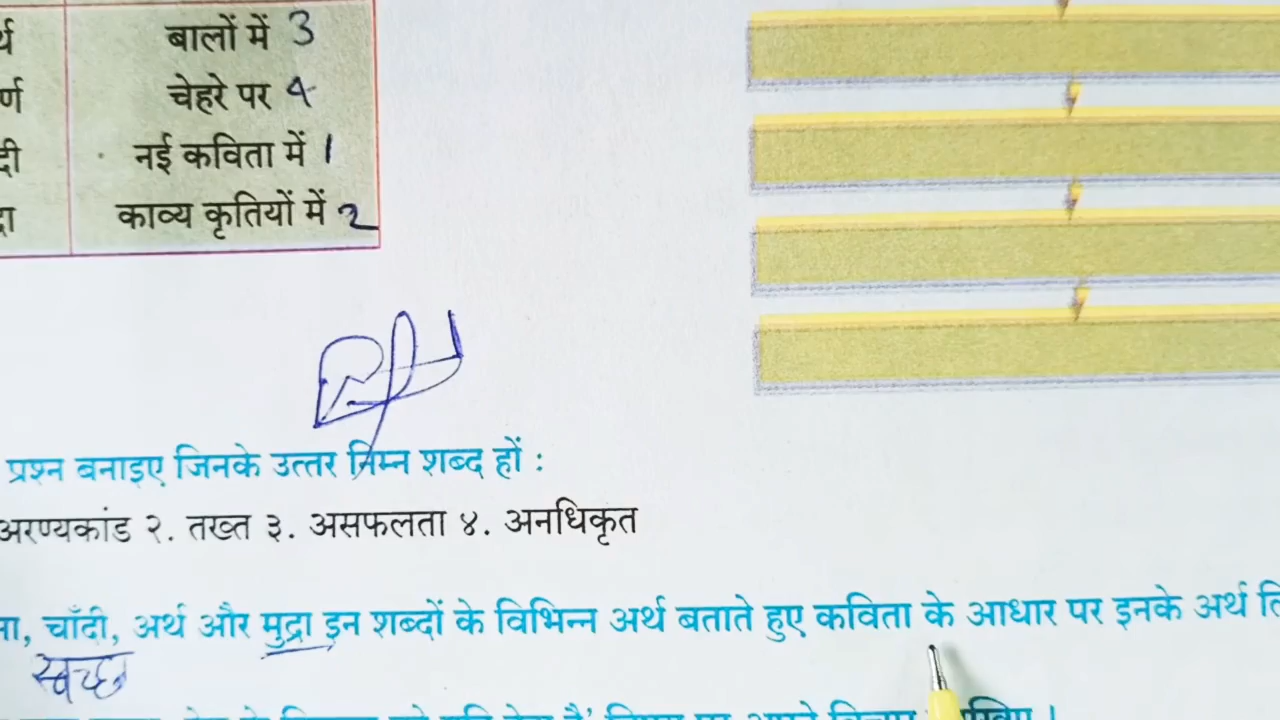 बालों में 3
चेहरे पर 4
नई कविता में 1
काव्य कृतियों में 2
प्रश्न बनाइए जिनके उत्तर निम्न शब्द हों :
अरण्यकांड २. तख्त ३. असफलता ४. अनधिकृत
चाँदी, अर्थ और मुद्रा इन शब्दों के विभिन्न अर्थ बताते हुए कविता के आधार पर इनके अर्थ
स्वच्छ